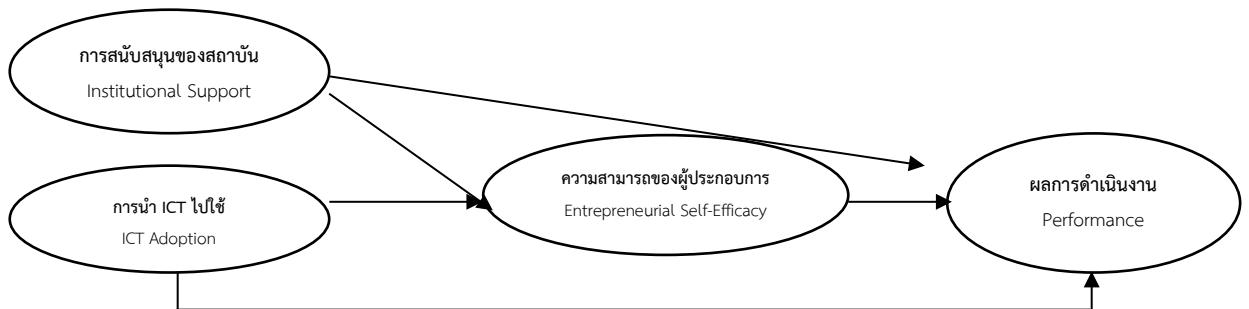 การสนับสนุนของสถาบัน
Institutional Support
การนำ ICT ไปใช้
ICT Adoption
ความสามารถของผู้ประกอบการ
Entrepreneurial Self-Efficacy
ผลการดำเนินงาน
Performance